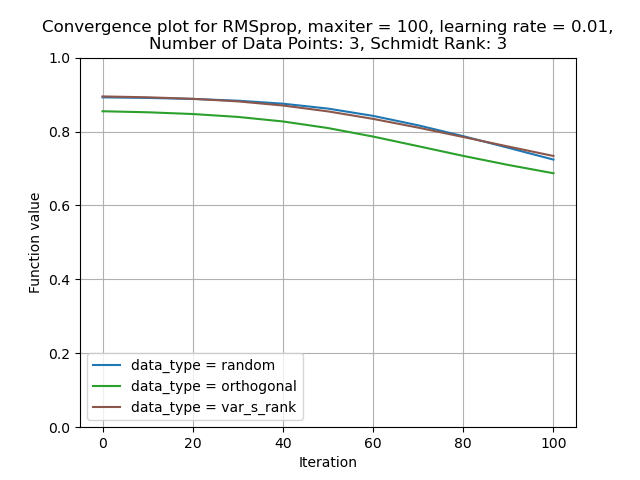 Convergence plot for RMSprop, maxiter = 100, learning rate = 0.01,
Number of Data Points: 3, Schmidt Rank: 3
1.0
0.8
0.6
0.4
0.2
0.0
Function value
data_type = random
data_type = orthogonal
data_type = var_s_rank
0 20 40 60 80 100
Iteration